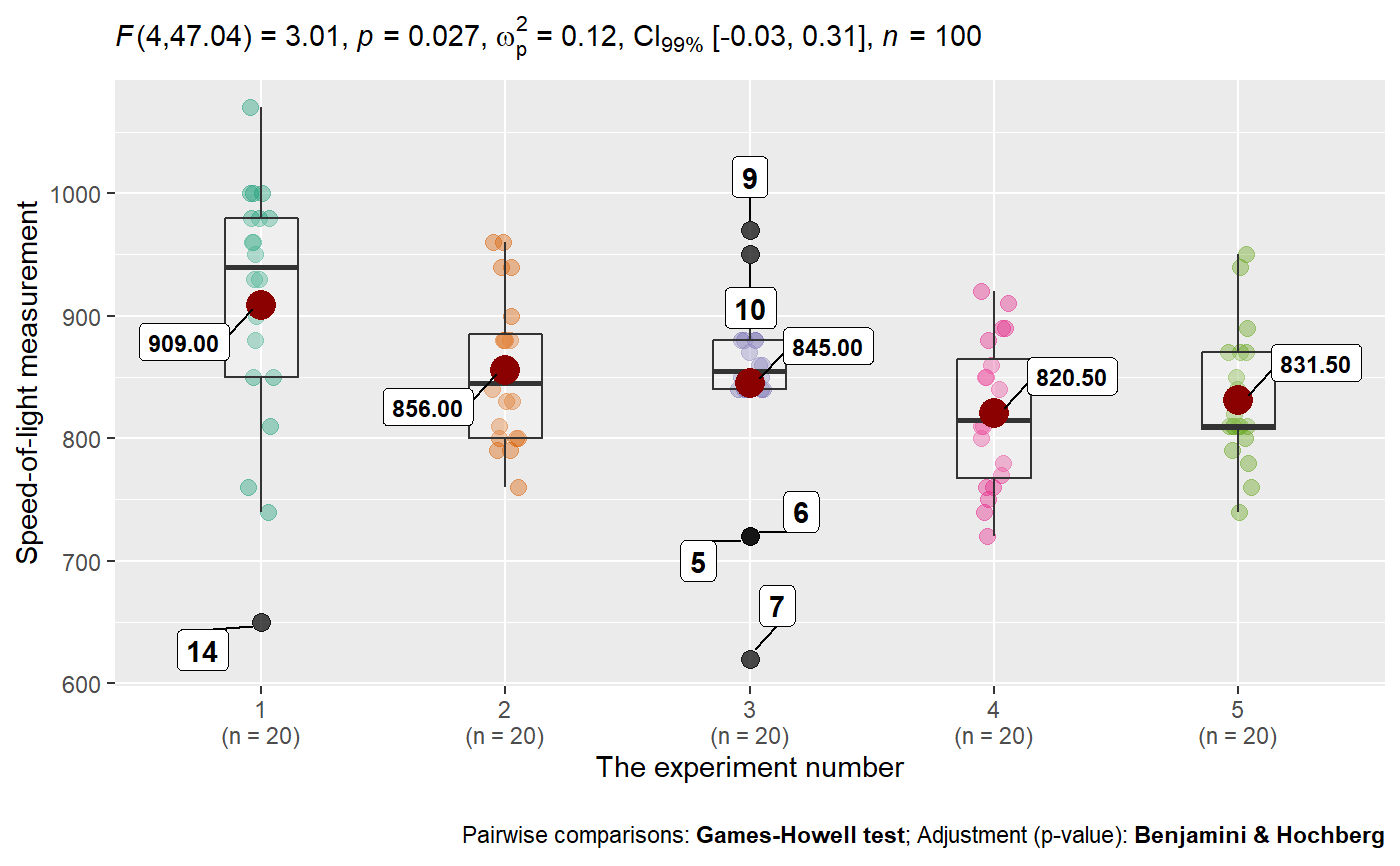 F(4,47.04) = 3.01, p = 0.027, ω²ₚ = 0.12, CI₉₉% [-0.03, 0.31], n = 100
Speed-of-light measurement
1000
900
800
700
600
909.00
14
856.00
9
10
845.00
6
5
7
820.50
831.50
1 2 3 4 5
(n = 20) (n = 20) (n = 20) (n = 20) (n = 20)
The experiment number
Pairwise comparisons: Games-Howell test; Adjustment (p-value): Benjamini & Hochberg